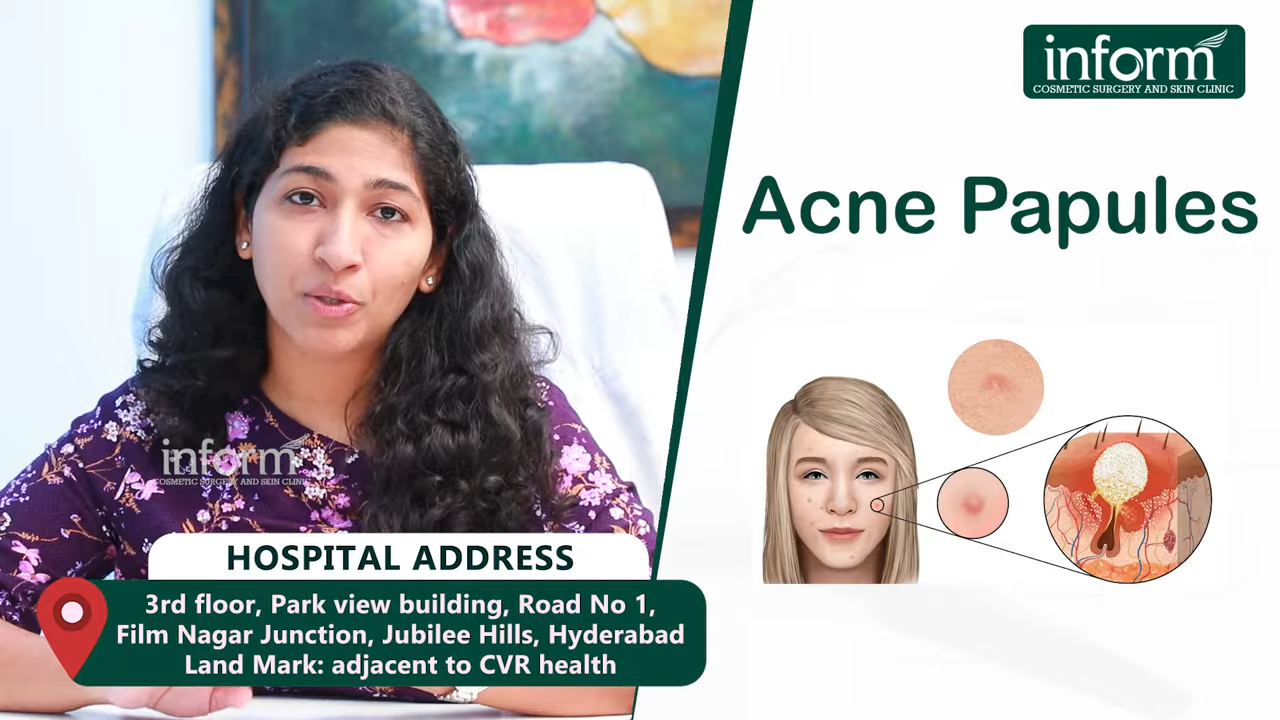 inform
COSMETIC SURGERY AND SKIN CLINIC
Acne Papules
inform
COSMETIC SURGERY AND SKIN CLINIC
HOSPITAL ADDRESS
3rd floor, Park view building, Road No 1,
Film Nagar Junction, Jubilee Hills, Hyderabad
Land Mark: adjacent to CVR health